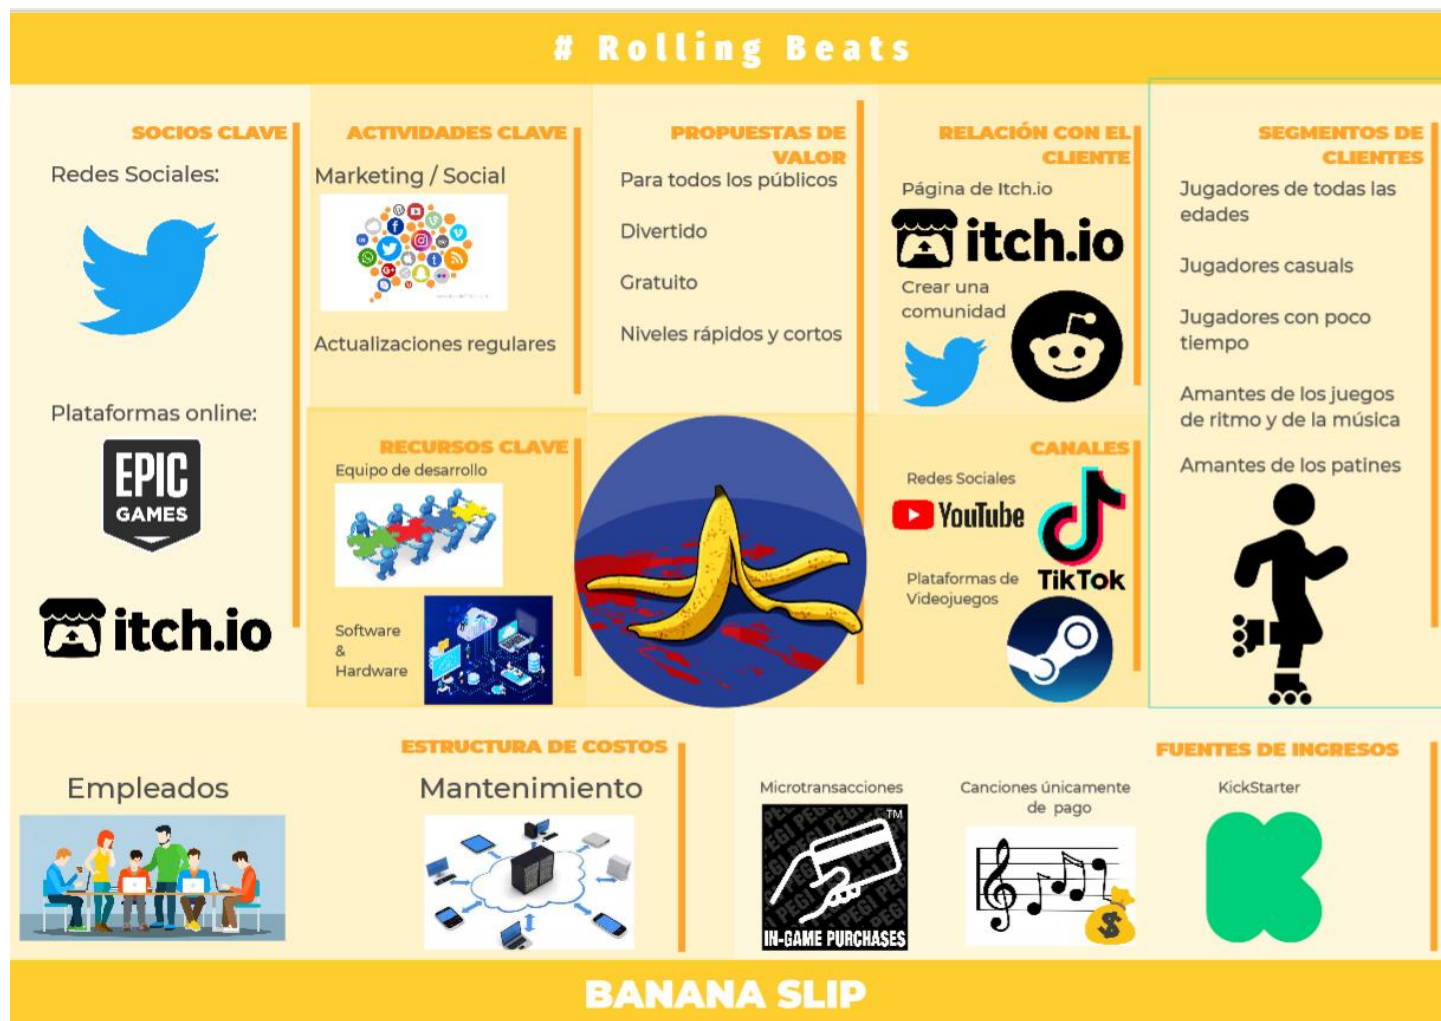 # Rolling Beats
SOCIOS CLAVE
Redes Sociales:
Plataformas online:
EPIC
GAMES
itch.io
ACTIVIDADES CLAVE
Marketing / Social
Actualizaciones regulares
RECURSOS CLAVE
Equipo de desarrollo
Software
&
Hardware
PROPUESTAS DE
VALOR
Para todos los públicos
Divertido
Gratuito
Niveles rápidos y cortos
RELACIÓN CON EL
CLIENTE
Página de Itch.io
itch.io
Crear una
comunidad
CANALES
Redes Sociales
YouTube
TikTok
Plataformas de
Videojuegos
SEGMENTOS DE
CLIENTES
Jugadores de todas las
edades
Jugadores casuals
Jugadores con poco
tiempo
Amantes de los juegos
de ritmo y de la música
Amantes de los patines
ESTRUCTURA DE COSTOS
Empleados
Mantenimiento
FUENTES DE INGRESOS
Microtransacciones
TM
IN-GAME PURCHASES
Canciones únicamente
de pago
$
KickStarter
BANANA SLIP